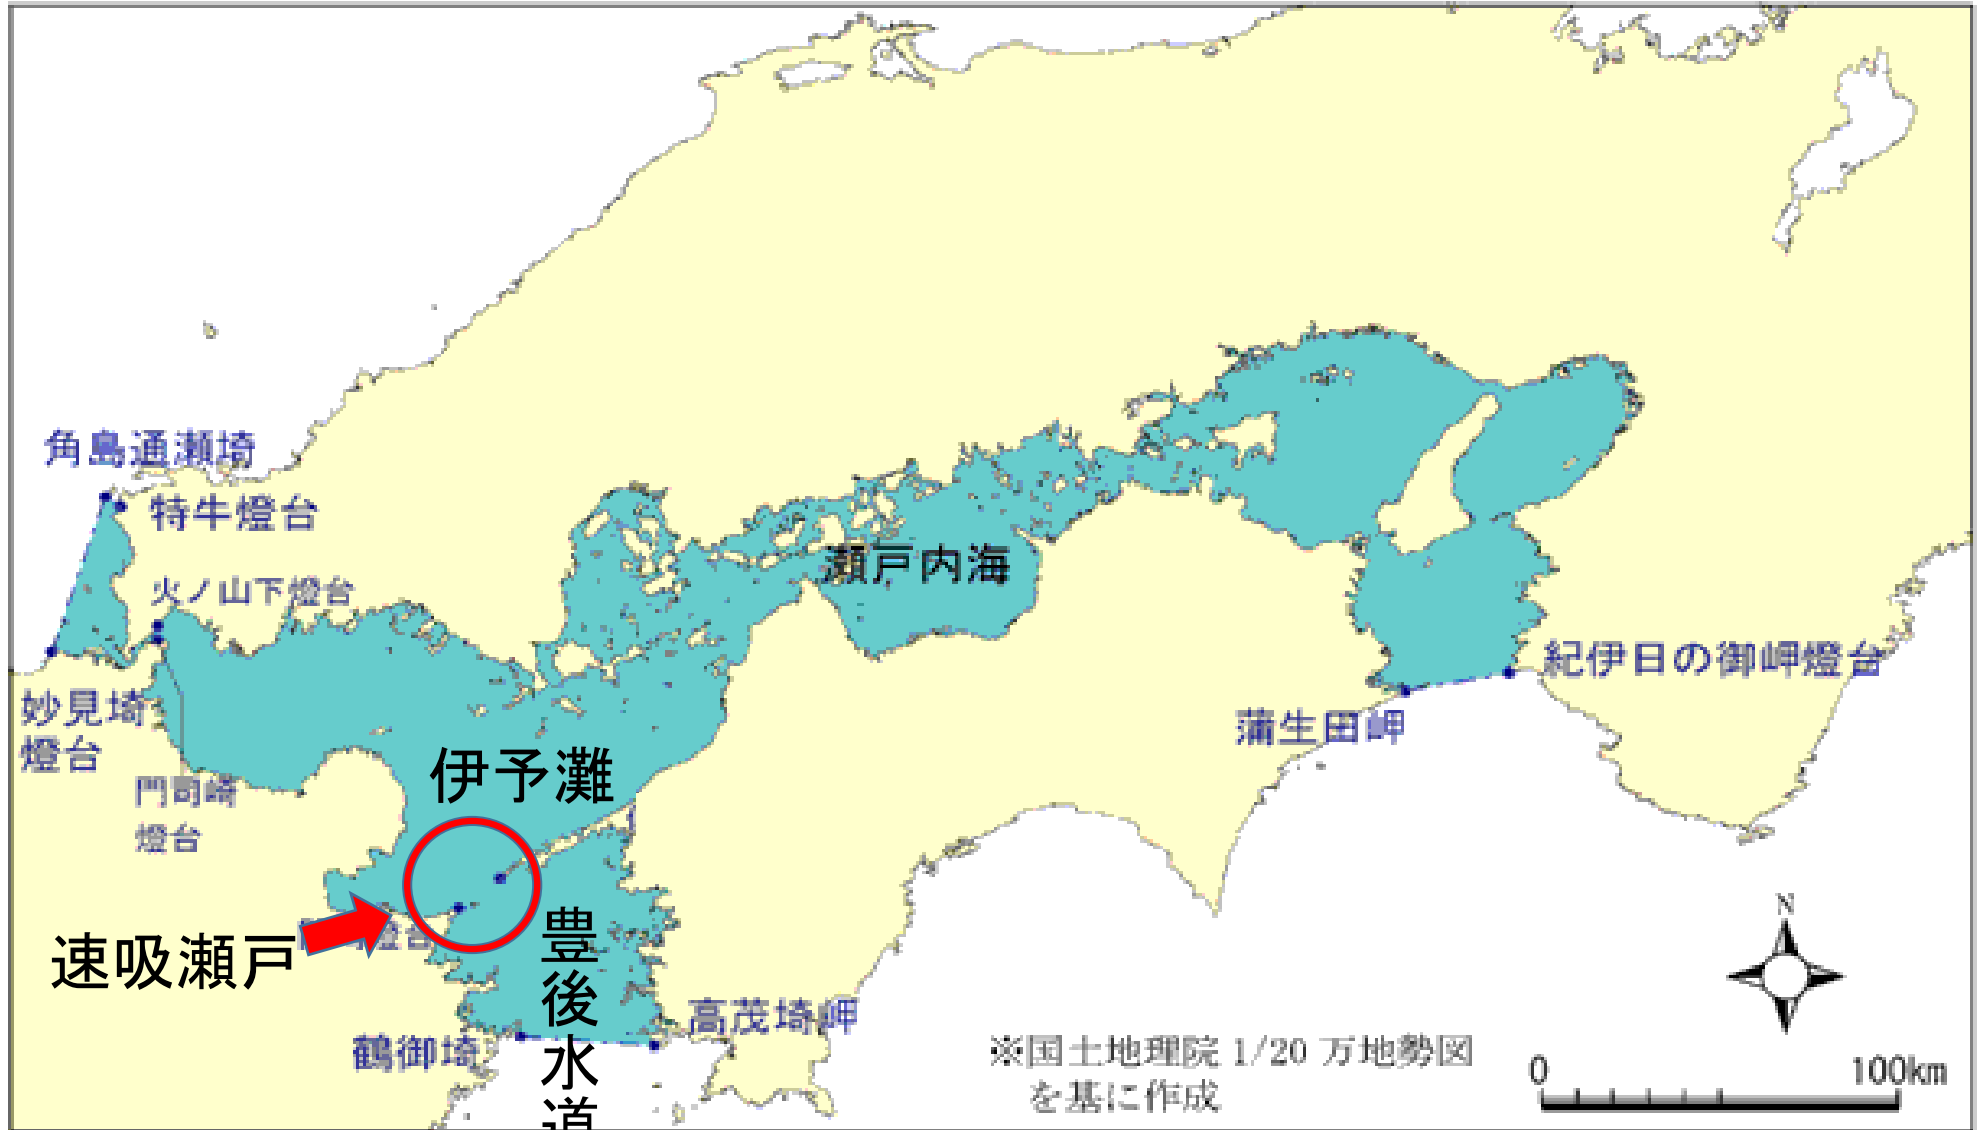 角島通瀬埼
特牛燈台
火ノ山下燈台
瀬戸内海
妙見埼
燈台
門司崎
燈台
紀伊日の御岬燈台
蒲生田岬
伊予灘
速吸瀬戸
燈台
豊後水道
鶴御埼
高茂埼岬
※国土地理院 1/20 万地勢図
を基に作成
N
0
100km